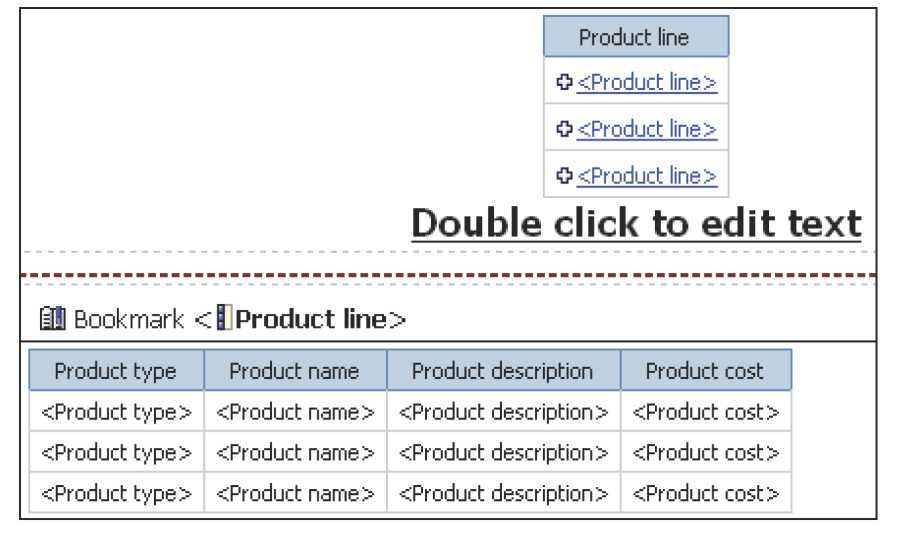 Product line
<Product line>
<Product line>
<Product line>
Double click to edit text
Bookmark <Product line>
Product type Product name Product description Product cost
<Product type> <Product name> <Product description> <Product cost>
<Product type> <Product name> <Product description> <Product cost>
<Product type> <Product name> <Product description> <Product cost>